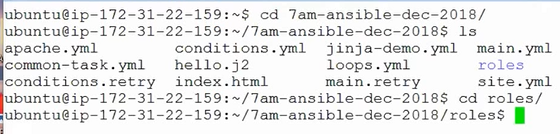 ubuntu@ip-172-31-22-159:~$ cd 7am-ansible-dec-2018/
ubuntu@ip-172-31-22-159:~/7am-ansible-dec-2018$ ls
apache.yml conditions.yml jinja-demo.yml main.yml
common-task.yml hello.j2 loops.yml roles
conditions.retry index.html main.retry site.yml
ubuntu@ip-172-31-22-159:~/7am-ansible-dec-2018$ cd roles/
ubuntu@ip-172-31-22-159:~/7am-ansible-dec-2018/roles$